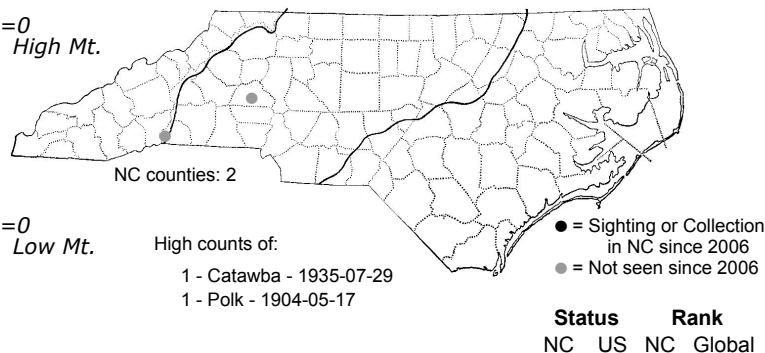 =0
High Mt.
NC counties: 2
=0
Low Mt.
High counts of:
1 - Catawba - 1935-07-29
1 - Polk - 1904-05-17
● = Sighting or Collection
in NC since 2006
● = Not seen since 2006
Status Rank
NC US NC Global